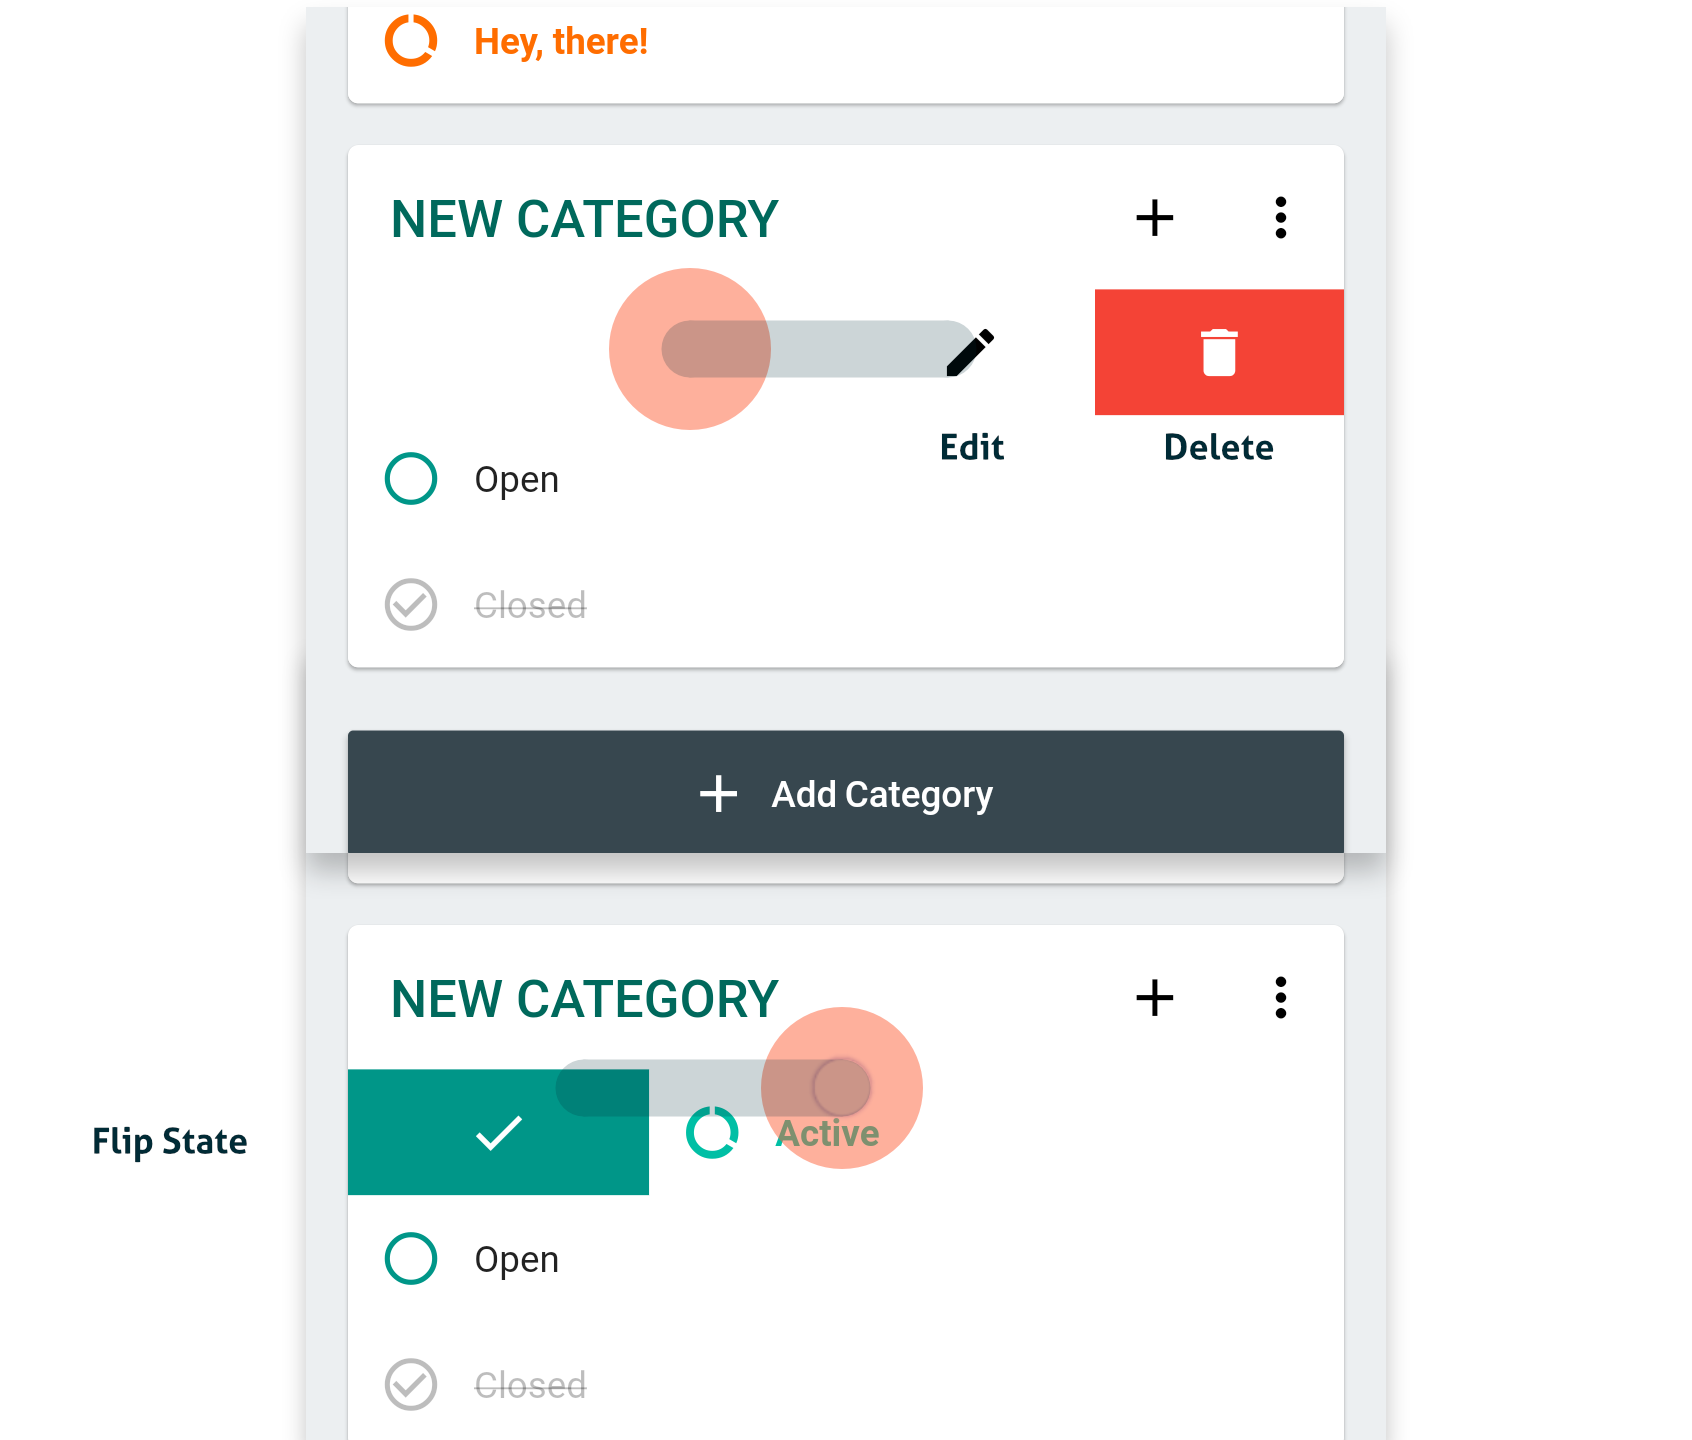 Hey, there!
NEW CATEGORY
Edit
Delete
Open
Closed
Add Category
NEW CATEGORY
Flip State
Active
Open
Closed